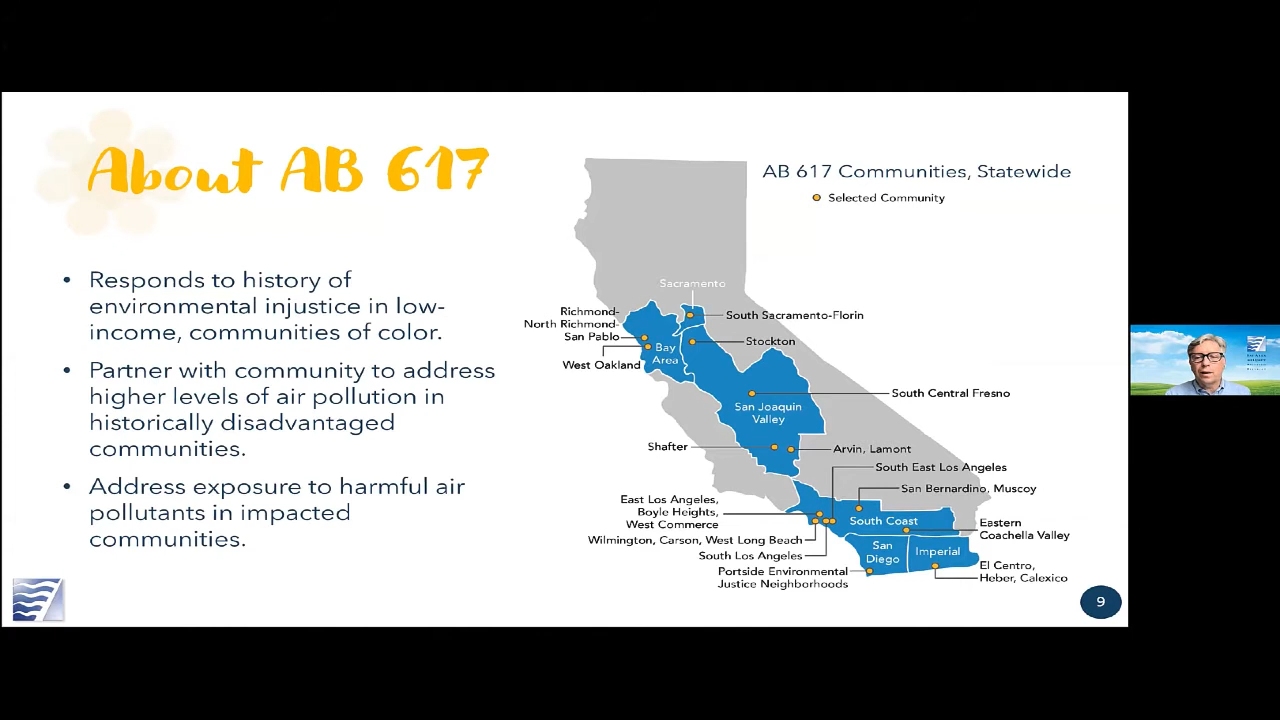 About AB 617
• Responds to history of
environmental injustice in low-
income, communities of color.
• Partner with community to address
higher levels of air pollution in
historically disadvantaged
communities.
• Address exposure to harmful air
pollutants in impacted
communities.
AB 617 Communities, Statewide
Selected Community
Sacramento
Richmond-
North Richmond-
San Pablo
South Sacramento-Florin
Stockton
Bay
Area
West Oakland
South Central Fresno
San Joaquin
Valley
Shafter
Arvin, Lamont
South East Los Angeles
San Bernardino, Muscoy
East Los Angeles,
Boyle Heights,
West Commerce
South Coast
Eastern
Coachella Valley
Wilmington, Carson, West Long Beach
South Los Angeles
San
Diego
Imperial
Portside Environmental
Justice Neighborhoods
El Centro,
Heber, Calexico
9